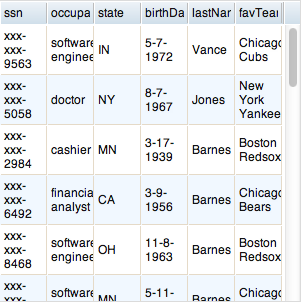 ssn occupa state birthDa lastNar favTear
xxx-
xxx-
9563
software
enginee
IN
5-7-
1972
Vance
Chicago
Cubs
xxx-
xxx-
5058
doctor
NY
8-7-
1967
Jones
New
York
Yankee
xxx-
xxx-
2984
cashier
MN
3-17-
1939
Barnes
Boston
Redsox
xxx-
xxx-
6492
financia
analyst
CA
3-9-
1956
Barnes
Chicago
Bears
xxx-
xxx-
8468
software
enginee
OH
11-8-
1963
Barnes
Boston
Redsox
xxx-
xxx-
software
MN
5-11-
Barnes
Chicago